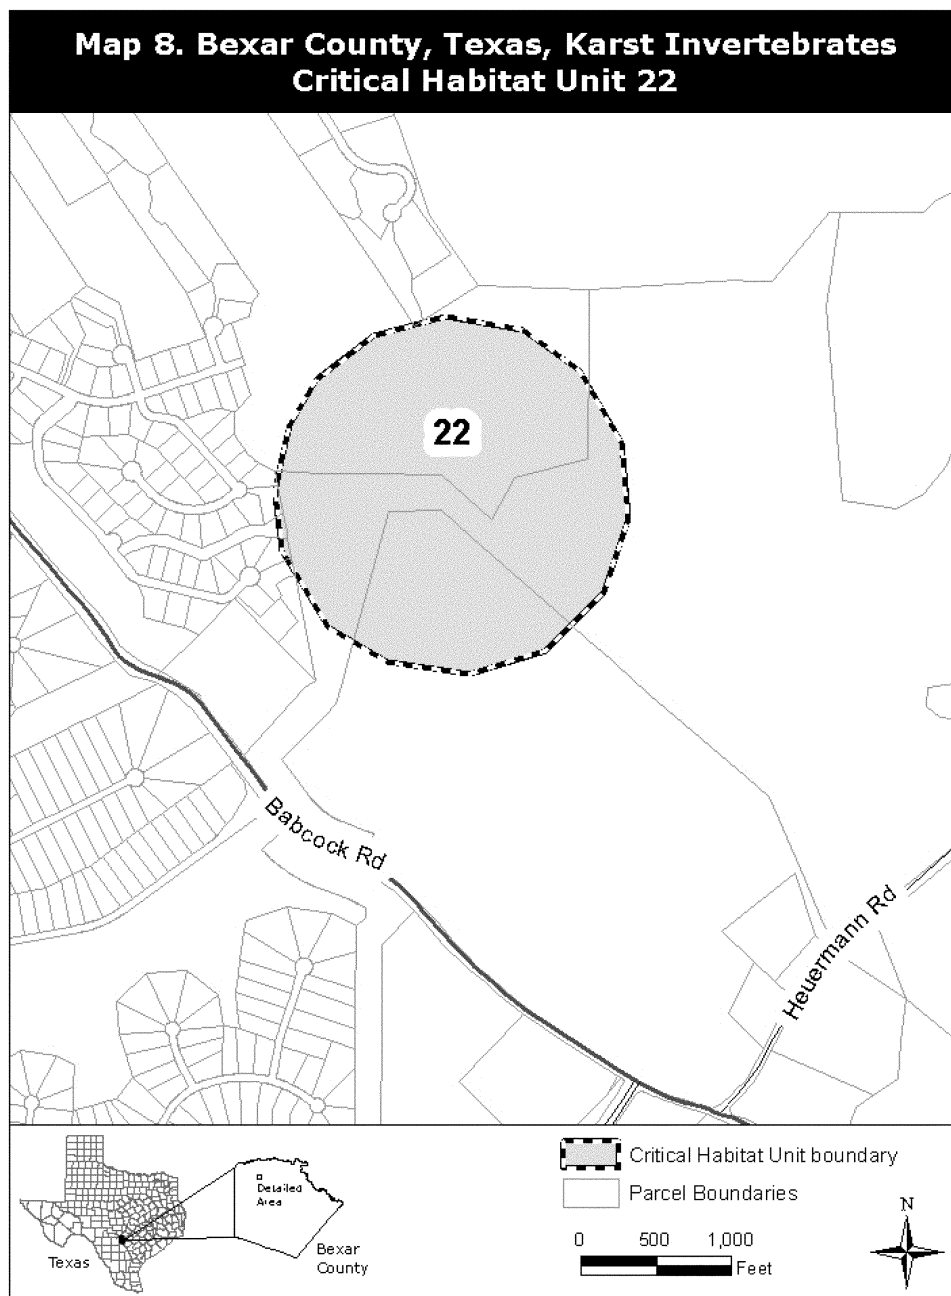 Map 8. Bexar County, Texas, Karst Invertebrates
Critical Habitat Unit 22
22
Babcock Rd
Heuermann Rd
Texas
Detailed
Area
Bexar
County
Critical Habitat Unit boundary
Parcel Boundaries
0 500 1,000
Feet
N